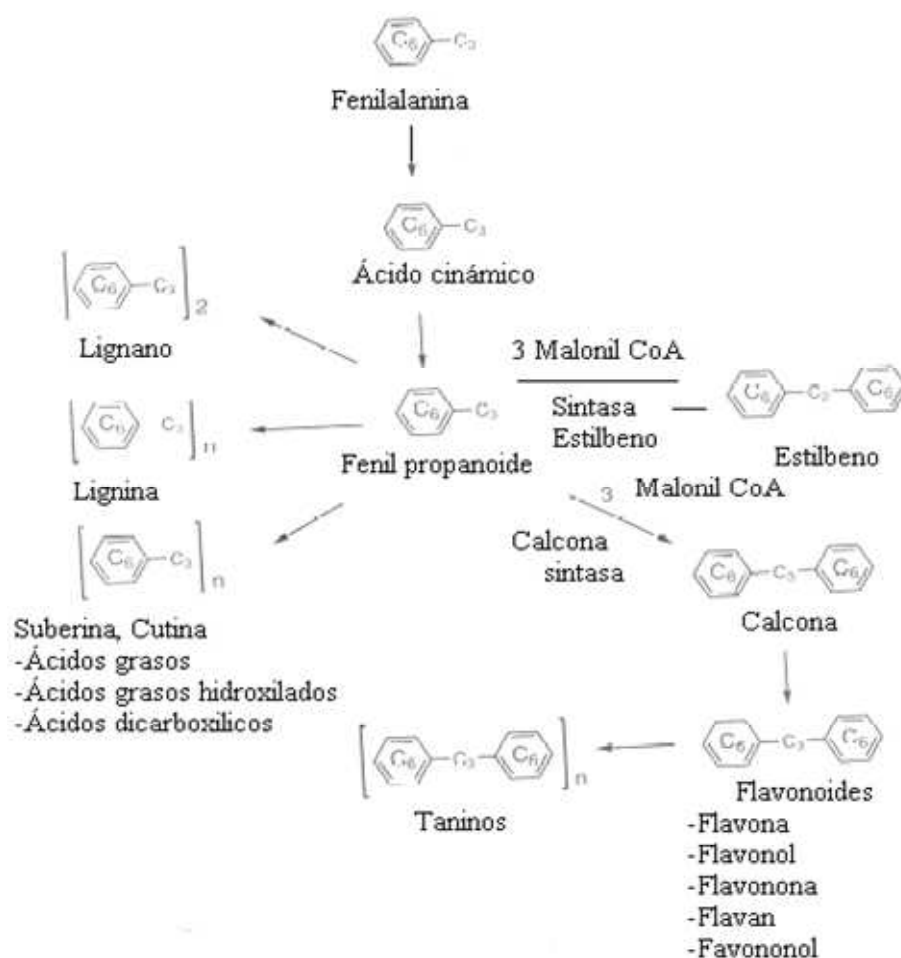 C6 C3
Fenilalanina
C6 C3
Ácido cinámico
C6 C3 2
Lignano
3 Malonil CoA
C6 C3
Sintasa
Estilbeno
C6 C2 C6
Estilbeno
C6 C3 n
Lignina
Fenil propanoide
3 Malonil CoA
C6 C3 n
Calcona
sintasa
C6 C3 C6
Calcona
Suberina, Cutina
-Ácidos grasos
-Ácidos grasos hidroxilados
-Ácidos dicarboxilicos
C6 C3 C6 n
Taninos
C6 C3 C6
Flavonoides
-Flavona
-Flavonol
-Flavonona
-Flavan
-Favononol